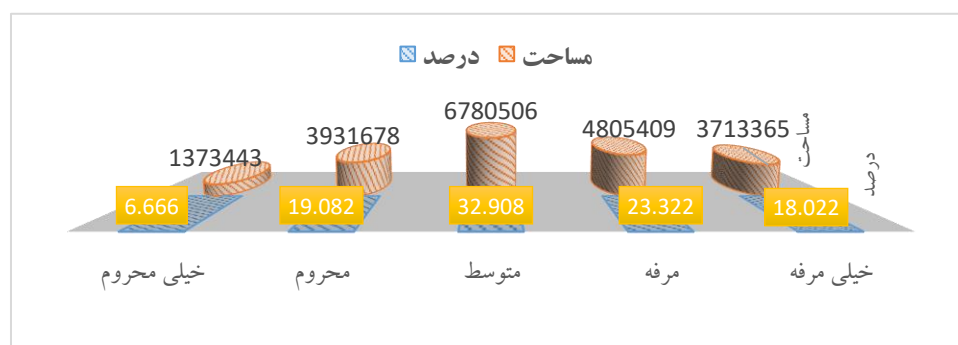 مساحت درصد
6780506
4805409
3713365
3931678
1373443
مساحت
درصد
6.666
19.082
32.908
23.322
18.022
خیلی محروم
محروم
متوسط
مرفه
خیلی مرفه